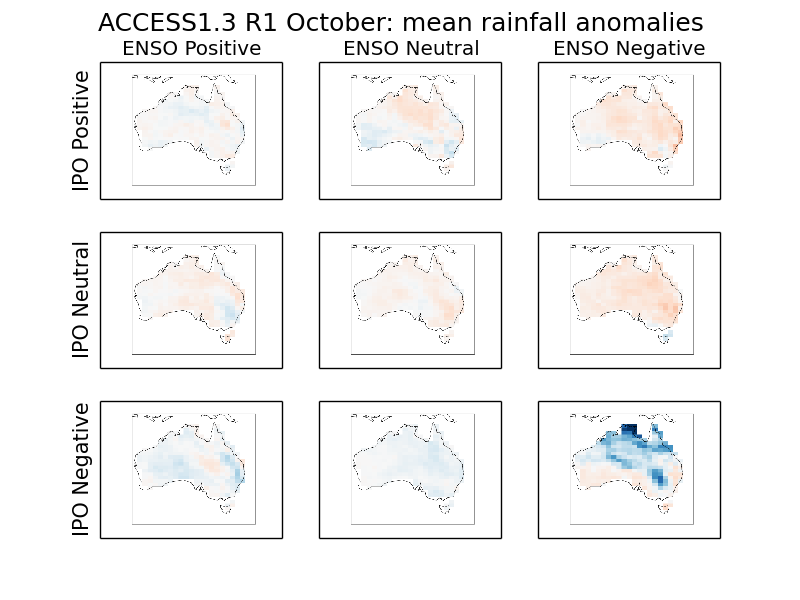 ACCESS1.3 R1 October: mean rainfall anomalies
ENSO Positive
ENSO Neutral
ENSO Negative
IPO Positive
IPO Neutral
IPO Negative